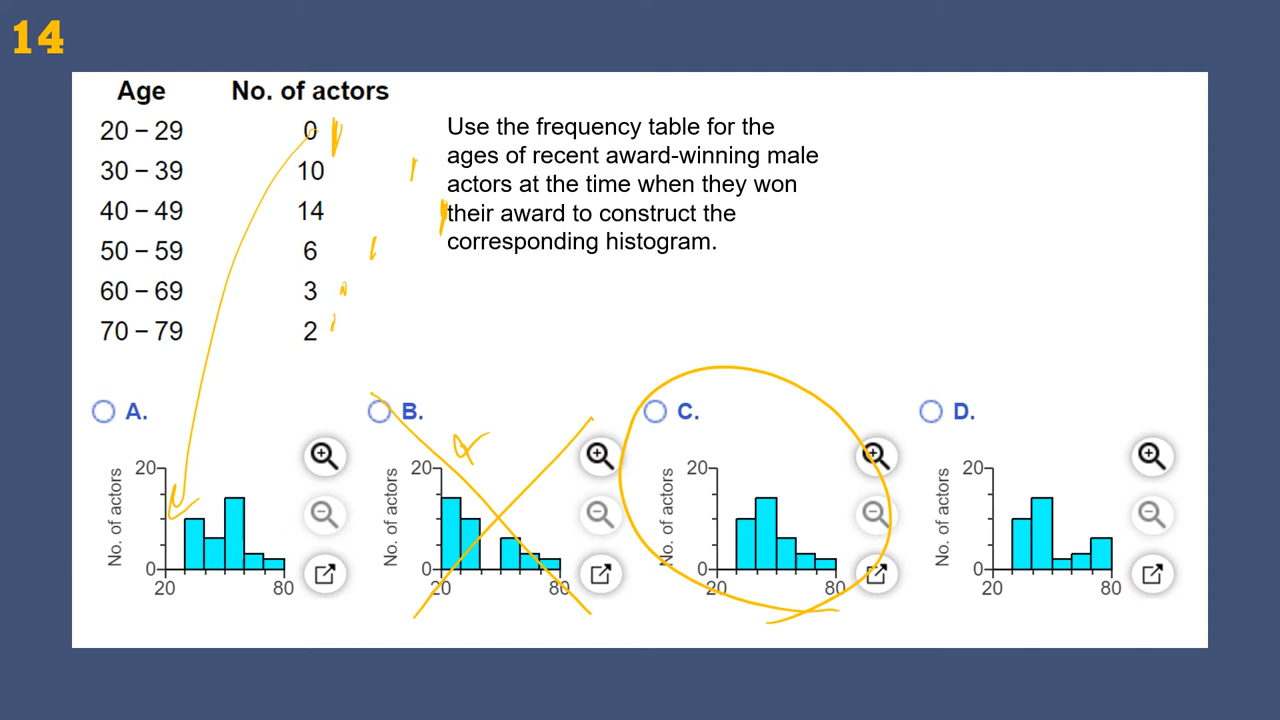 14
Age No. of actors
20 – 29 0
30 – 39 10
40 – 49 14
50 – 59 6
60 – 69 3
70 – 79 2
Use the frequency table for the
ages of recent award-winning male
actors at the time when they won
their award to construct the
corresponding histogram.
A.
No. of actors
20
0
20 80
B.
No. of actors
20
0
20 80
C.
No. of actors
20
0
20 80
D.
No. of actors
20
0
20 80